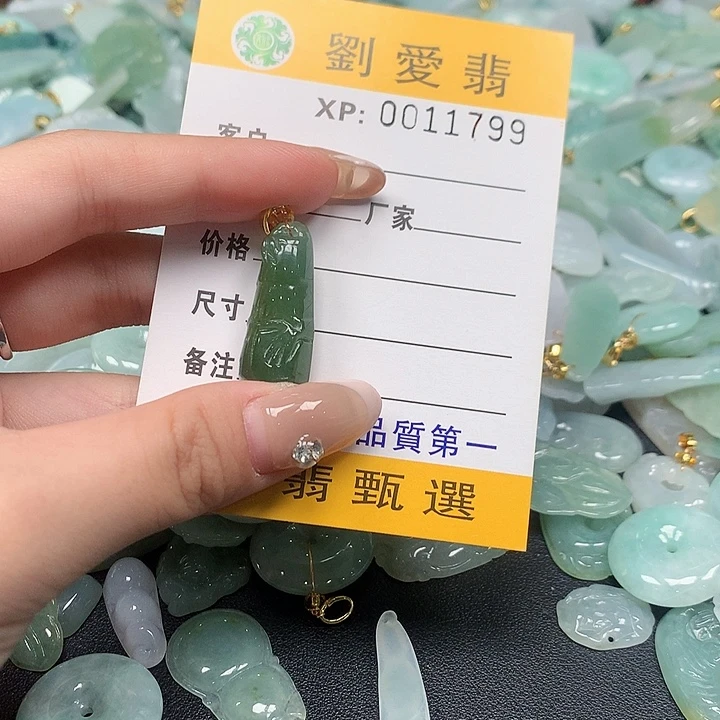 劉愛翡
XP: 0011799
客户
厂家
价格
尺寸
备注
品質第一
翡甄選